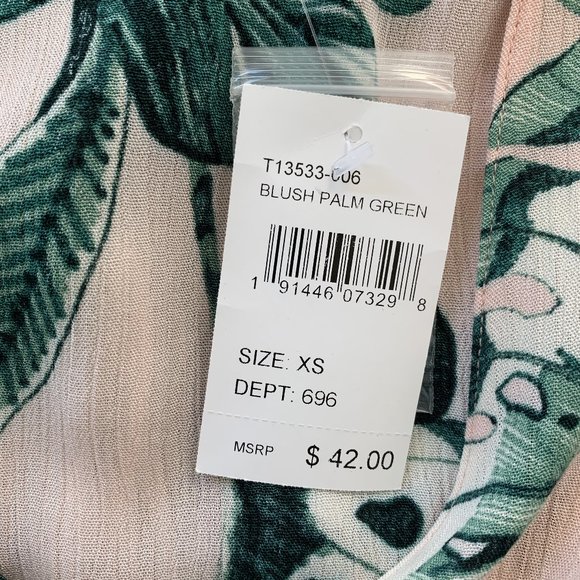 T13533-006
BLUSH PALM GREEN
1 91446 07329 8
SIZE: XS
DEPT: 696
MSRP $ 42.00